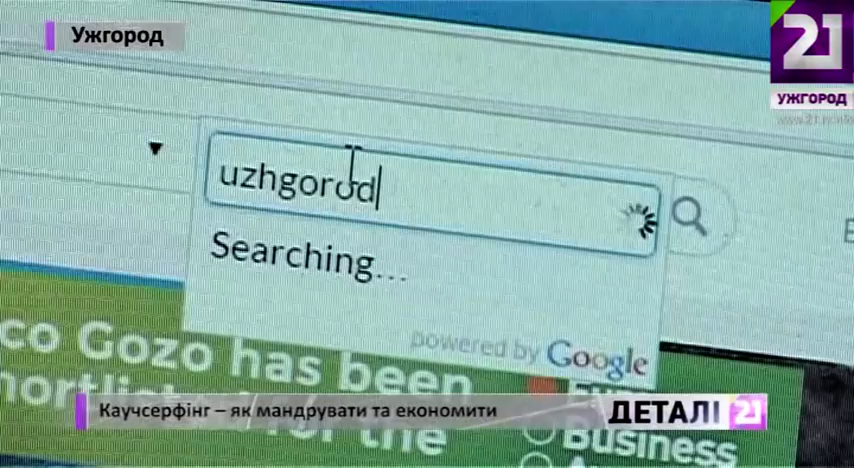 Ужгород
21
УЖГОРОД
uzhgorod
Searching...
powered by Google
co Gozo has been
for the
Business
Каучсерфінг – як мандрувати та економити
ДЕТАЛІ 21